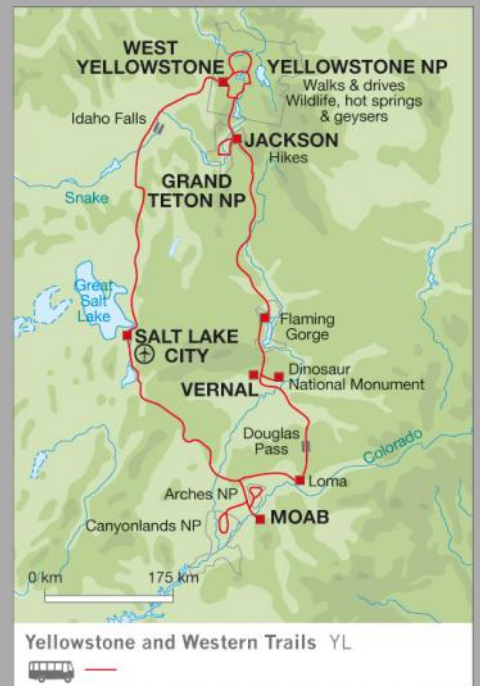 WEST
YELLOWSTONE
YELLOWSTONE NP
Walks & drives
Wildlife, hot springs
& geysers
Idaho Falls
JACKSON
Hikes
GRAND
TETON NP
Snake
Great
Salt
Lake
Flaming
Gorge
SALT LAKE
CITY
Dinosaur
National Monument
VERNAL
Douglas
Pass
Colorado
Loma
Arches NP
Canyonlands NP
MOAB
0/km
175 km
Yellowstone and Western Trails YL